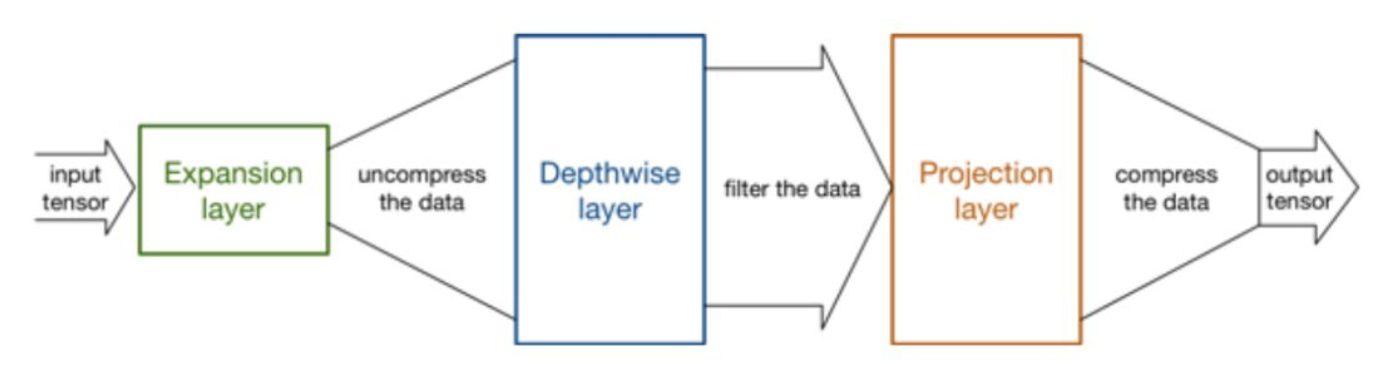 input
tensor
Expansion
layer
uncompress
the data
Depthwise
layer
filter the data
Projection
layer
compress
the data
output
tensor